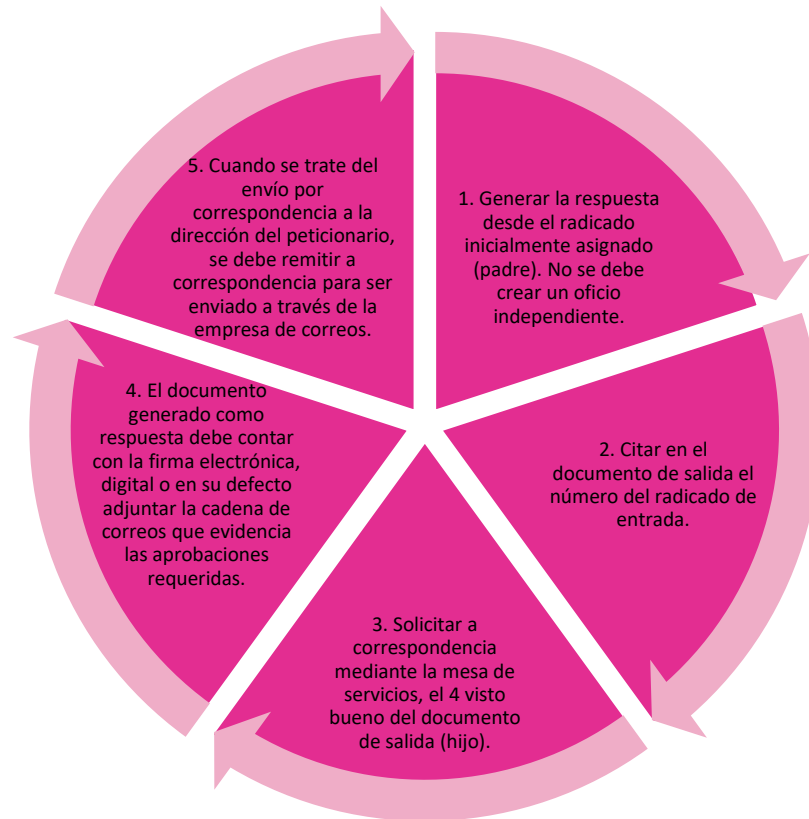 1. Generar la respuesta
desde el radicado
inicialmente asignado
(padre). No se debe
crear un oficio
independiente.
2. Citar en el
documento de salida el
número del radicado de
entrada.
3. Solicitar a
correspondencia
mediante la mesa de
servicios, el 4 visto
bueno del documento
de salida (hijo).
4. El documento
generado como
respuesta debe contar
con la firma electrónica,
digital o en su defecto
adjuntar la cadena de
correos que evidencia
las aprobaciones
requeridas.
5. Cuando se trate del
envío por
correspondencia a la
dirección del peticionario,
se debe remitir a
correspondencia para ser
enviado a través de la
empresa de correos.